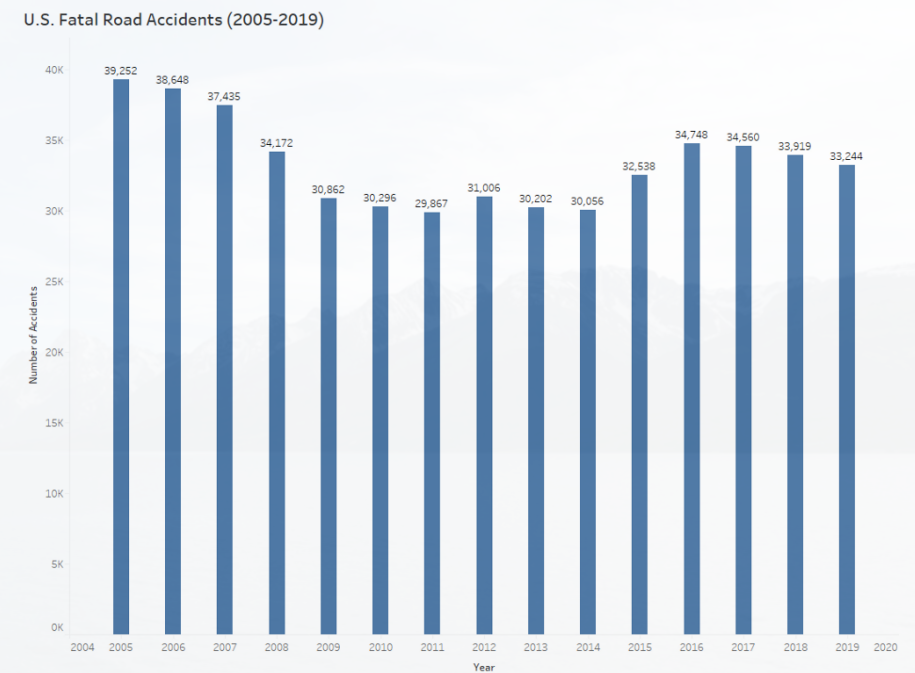 U.S. Fatal Road Accidents (2005-2019)
40K
35K
30K
25K
20K
15K
10K
5K
0K
Number of Accidents
39,252
38,648
37,435
34,172
30,862
30,296
29,867
31,006
30,202
30,056
32,538
34,748
34,560
33,919
33,244
2004 2005 2006 2007 2008 2009 2010 2011 2012 2013 2014 2015 2016 2017 2018 2019 2020
Year